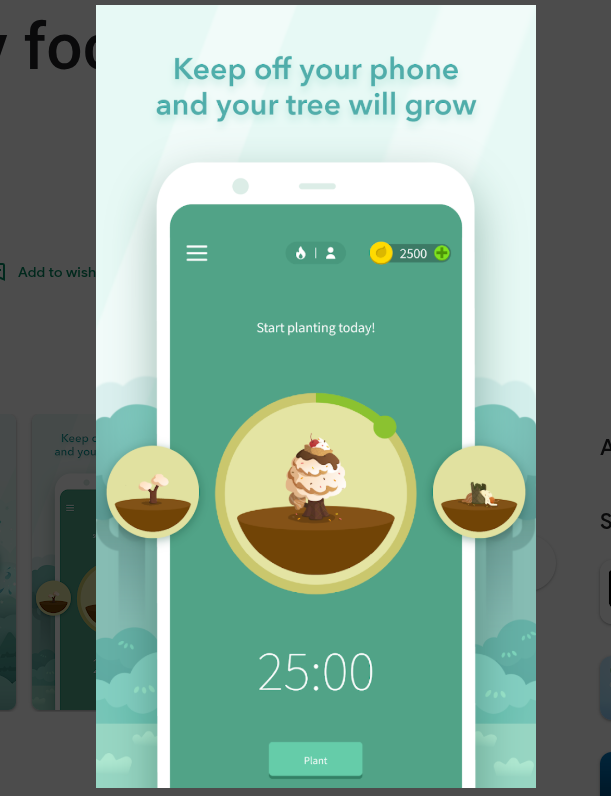 Keep off your phone
and your tree will grow
2500
Start planting today!
25:00
Plant
Add to wish
Keep
and you